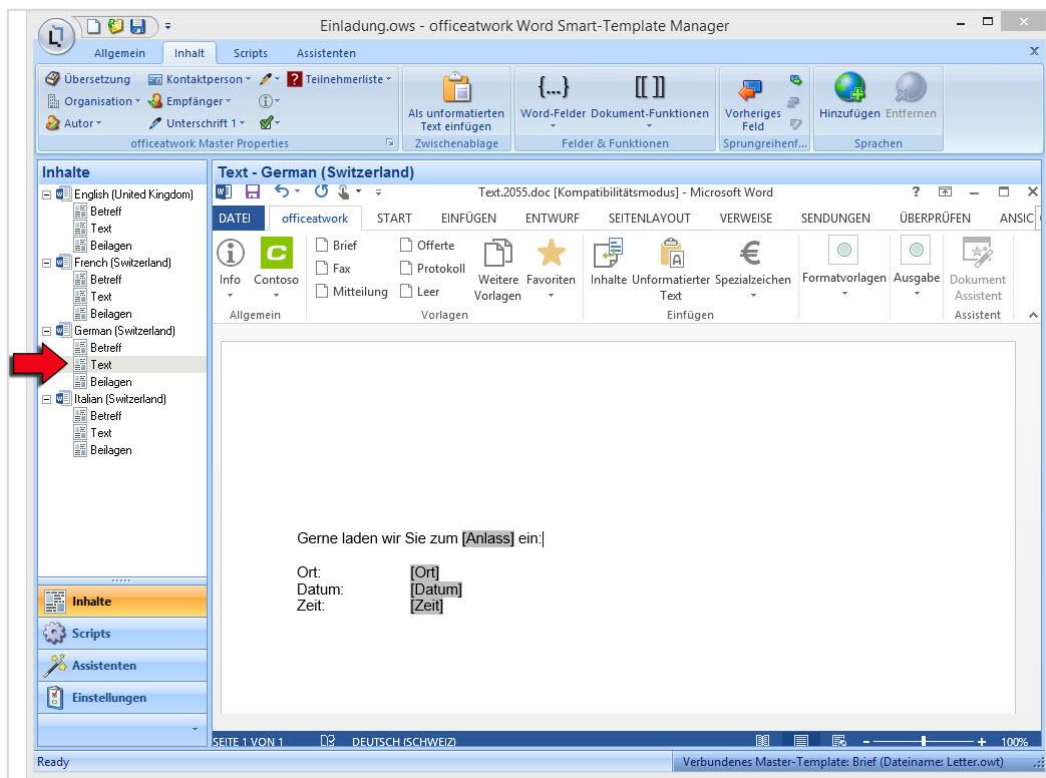 Einladung.ows - officeatwork Word Smart-Template Manager
Allgemein Inhalt Scripts Assistenten X
Übersetzung Kontaktperson Teilnehmerliste
Organisation Empfänger
Autor Unterschrift 1
officeatwork Master Properties
Als unformatierten
Text einfügen
Zwischenablage
{...} [[ ]]
Word-Felder Dokument-Funktionen
Felder & Funktionen
Vorheriges
Feld
Sprungreihenf...
Hinzufügen Entfernen
Sprachen
Inhalte
English (United Kingdom)
Betreff
Text
Beilagen
French (Switzerland)
Betreff
Text
Beilagen
German (Switzerland)
Betreff
Text
Beilagen
Italian (Switzerland)
Betreff
Text
Beilagen
Inhalte
Scripts
Assistenten
Einstellungen
Text - German (Switzerland)
Text.2055.doc [Kompatibilitätsmodus] - Microsoft Word
DATEI officeatwork START EINFÜGEN ENTWURF SEITENLAYOUT VERWEISE SENDUNGEN ÜBERPRÜFEN ANSIC
Info Contoso
Allgemein
Brief Offerte
Fax Protokoll
Mitteilung Leer
Weitere
Vorlagen
Favoriten
Vorlagen
Inhalte Unformatierter Spezialzeichen
Text
Einfügen
Formatvorlagen Ausgabe
Dokument
Assistent
Assistent
Gerne laden wir Sie zum [Anlass] ein:
Ort: [Ort]
Datum: [Datum]
Zeit: [Zeit]
SEITE 1 VON 1 DEUTSCH (SCHWEIZ) 100%
Ready Verbundenes Master-Template: Brief (Dateiname: Letter.owt)